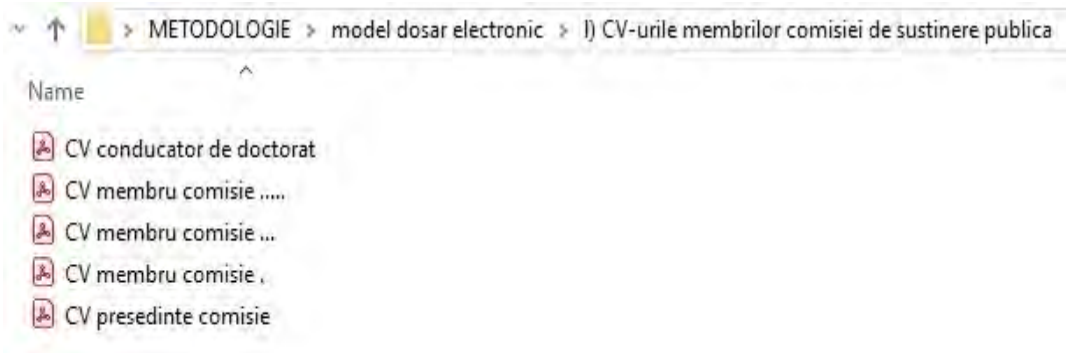 METODOLOGIE > model dosar electronic > l) CV-urile membrilor comisiei de sustinere publica
Name
CV conducator de doctorat
CV membru comisie .....
CV membru comisie ...
CV membru comisie .
CV presedinte comisie